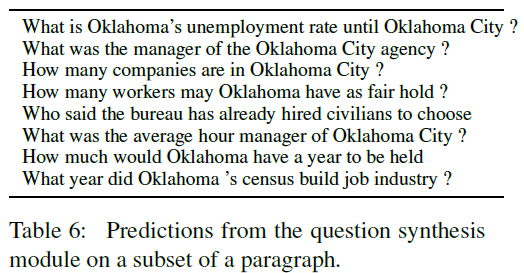 What is Oklahoma’s unemployment rate until Oklahoma City ?
What was the manager of the Oklahoma City agency ?
How many companies are in Oklahoma City ?
How many workers may Oklahoma have as fair hold ?
Who said the bureau has already hired civilians to choose
What was the average hour manager of Oklahoma City ?
How much would Oklahoma have a year to be held
What year did Oklahoma ’s census build job industry ?
Table 6: Predictions from the question synthesis
module on a subset of a paragraph.